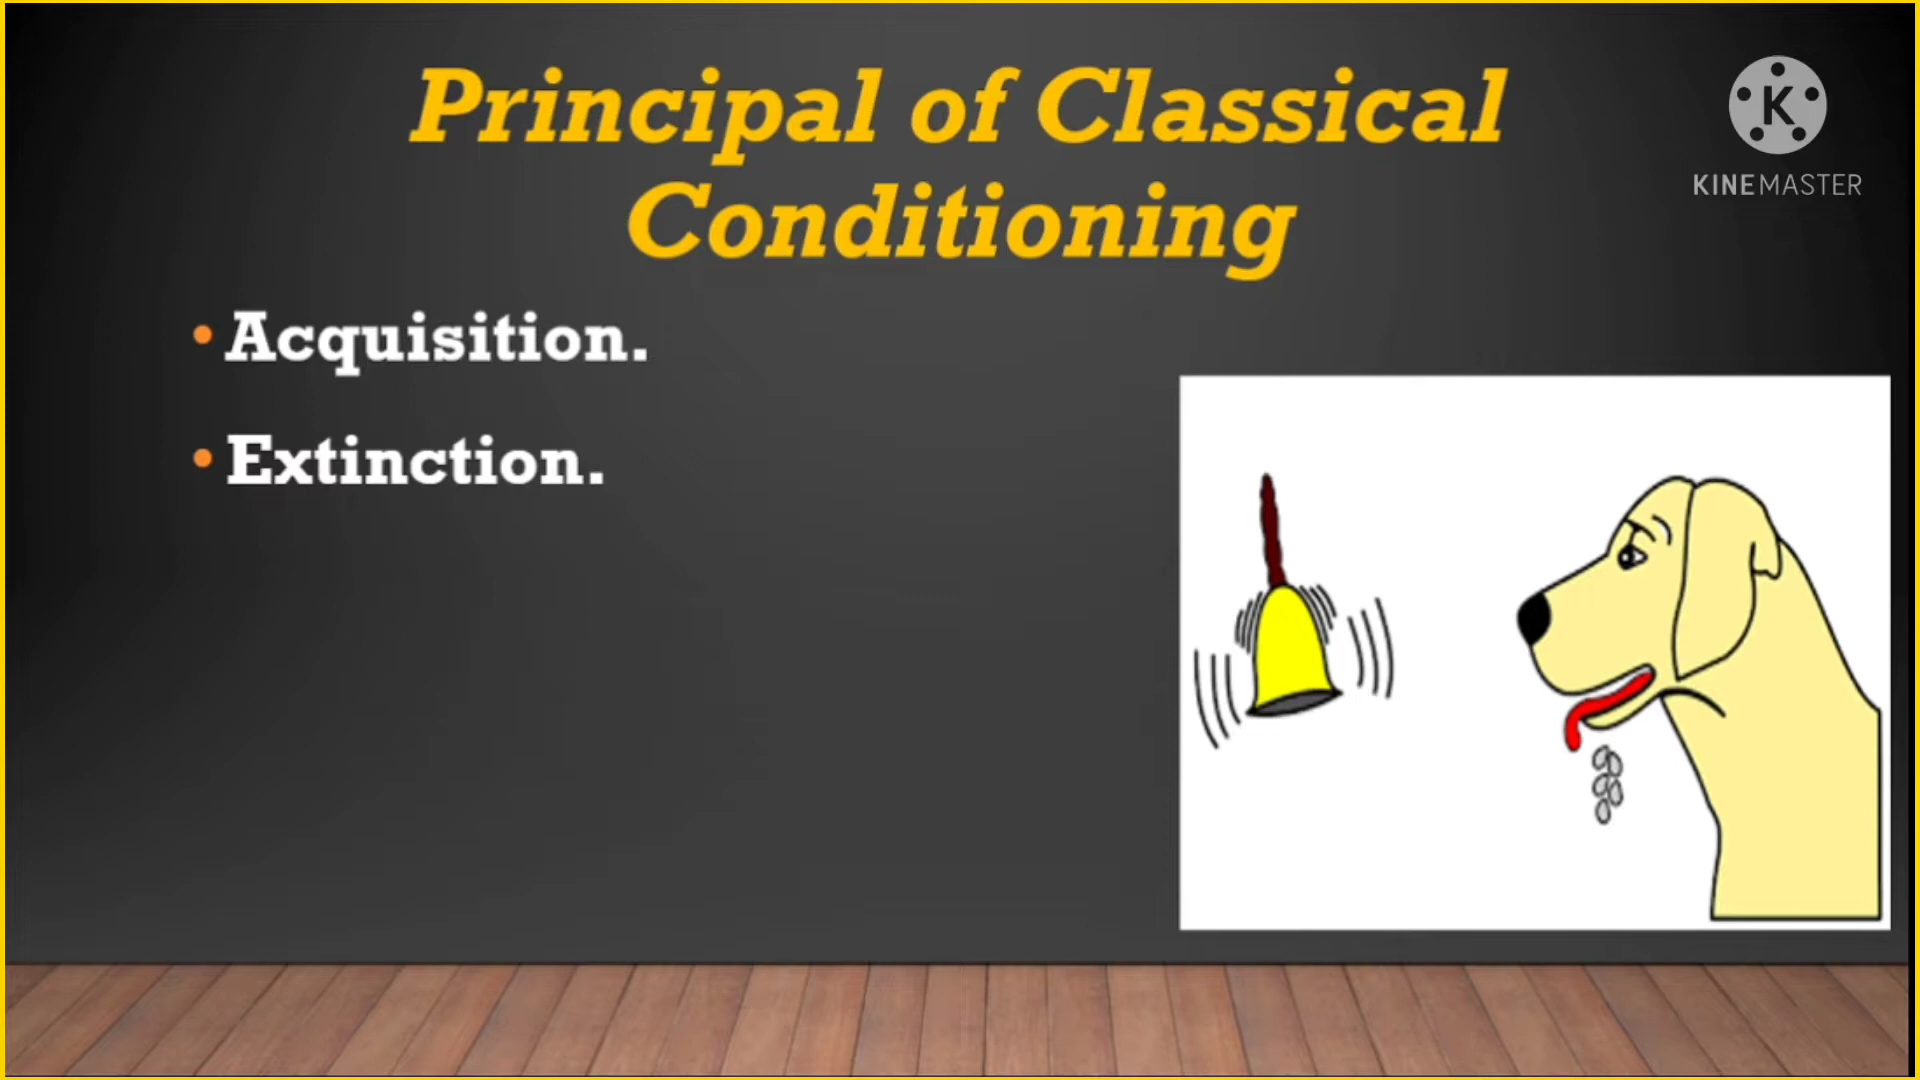 Principal of Classical
Conditioning
K
KINEMASTER
• Acquisition.
• Extinction.